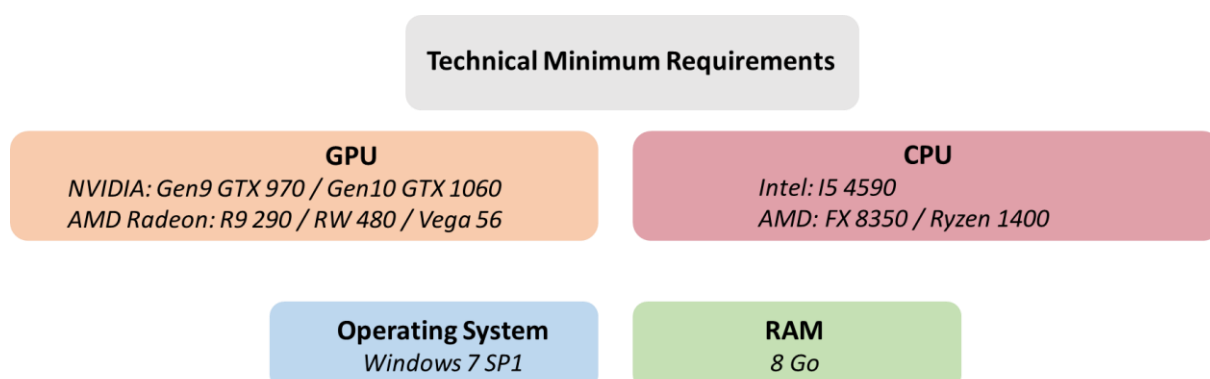 Technical Minimum Requirements
GPU
NVIDIA: Gen9 GTX 970 / Gen10 GTX 1060
AMD Radeon: R9 290 / RW 480 / Vega 56
CPU
Intel: I5 4590
AMD: FX 8350 / Ryzen 1400
Operating System
Windows 7 SP1
RAM
8 Go